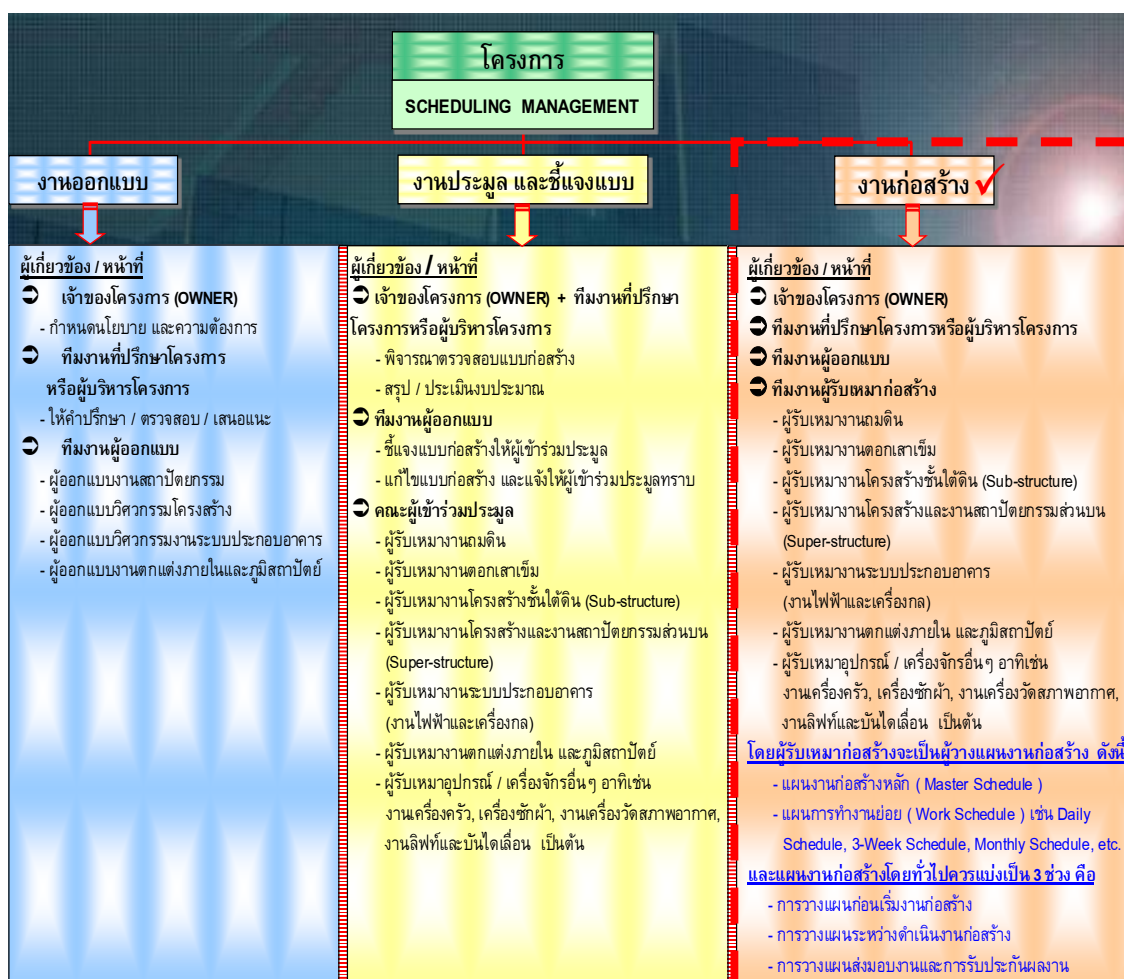 โครงการ
SCHEDULING MANAGEMENT
งานออกแบบ
งานประมูล และชี้แจงแบบ
งานก่อสร้าง
ผู้เกี่ยวข้อง / หน้าที่
เจ้าของโครงการ (OWNER)
- กำหนดนโยบาย และความต้องการ
ทีมงานที่ปรึกษาโครงการ
หรือผู้บริหารโครงการ
- ให้คำปรึกษา / ตรวจสอบ / เสนอแนะ
ทีมงานผู้ออกแบบ
- ผู้ออกแบบงานสถาปัตยกรรม
- ผู้ออกแบบวิศวกรรมโครงสร้าง
- ผู้ออกแบบวิศวกรรมงานระบบประกอบอาคาร
- ผู้ออกแบบงานตกแต่งภายในและภูมิสถาปัตย์
ผู้เกี่ยวข้อง / หน้าที่
เจ้าของโครงการ (OWNER) + ทีมงานที่ปรึกษา
โครงการหรือผู้บริหารโครงการ
- พิจารณาตรวจสอบแบบก่อสร้าง
- สรุป / ประเมินงบประมาณ
ทีมงานผู้ออกแบบ
- ชี้แจงแบบก่อสร้างให้ผู้เข้าร่วมประมูล
- แก้ไขแบบก่อสร้าง และแจ้งให้ผู้เข้าร่วมประมูลทราบ
คณะผู้เข้าร่วมประมูล
- ผู้รับเหมางานถมดิน
- ผู้รับเหมางานตอกเสาเข็ม
- ผู้รับเหมางานโครงสร้างชั้นใต้ดิน (Sub-structure)
- ผู้รับเหมางานโครงสร้างและงานสถาปัตยกรรมส่วนบน
(Super-structure)
- ผู้รับเหมางานระบบประกอบอาคาร
(งานไฟฟ้าและเครื่องกล)
- ผู้รับเหมางานตกแต่งภายใน และภูมิสถาปัตย์
- ผู้รับเหมาอุปกรณ์ / เครื่องจักรอื่นๆ อาทิเช่น
งานเครื่องครัว, เครื่องซักผ้า, งานเครื่องวัดสภาพอากาศ,
งานลิฟท์และบันไดเลื่อน เป็นต้น
ผู้เกี่ยวข้อง / หน้าที่
เจ้าของโครงการ (OWNER)
ทีมงานที่ปรึกษาโครงการหรือผู้บริหารโครงการ
ทีมงานผู้ออกแบบ
ทีมงานผู้รับเหมาก่อสร้าง
- ผู้รับเหมางานถมดิน
- ผู้รับเหมางานตอกเสาเข็ม
- ผู้รับเหมางานโครงสร้างชั้นใต้ดิน (Sub-structure)
- ผู้รับเหมางานโครงสร้างและงานสถาปัตยกรรมส่วนบน
(Super-structure)
- ผู้รับเหมางานระบบประกอบอาคาร
(งานไฟฟ้าและเครื่องกล)
- ผู้รับเหมางานตกแต่งภายใน และภูมิสถาปัตย์
- ผู้รับเหมาอุปกรณ์ / เครื่องจักรอื่นๆ อาทิเช่น
งานเครื่องครัว, เครื่องซักผ้า, งานเครื่องวัดสภาพอากาศ,
งานลิฟท์และบันไดเลื่อน เป็นต้น
โดยผู้รับเหมาก่อสร้างจะเป็นผู้วางแผนงานก่อสร้าง ดังนี้
- แผนงานก่อสร้างหลัก ( Master Schedule )
- แผนการทำงานย่อย ( Work Schedule ) เช่น Daily
Schedule, 3-Week Schedule, Monthly Schedule, etc.
และแผนงานก่อสร้างโดยทั่วไปควรแบ่งเป็น 3 ช่วง คือ
- การวางแผนก่อนเริ่มงานก่อสร้าง
- การวางแผนระหว่างดำเนินงานก่อสร้าง
- การวางแผนส่งมอบงานและการรับประกันผลงาน